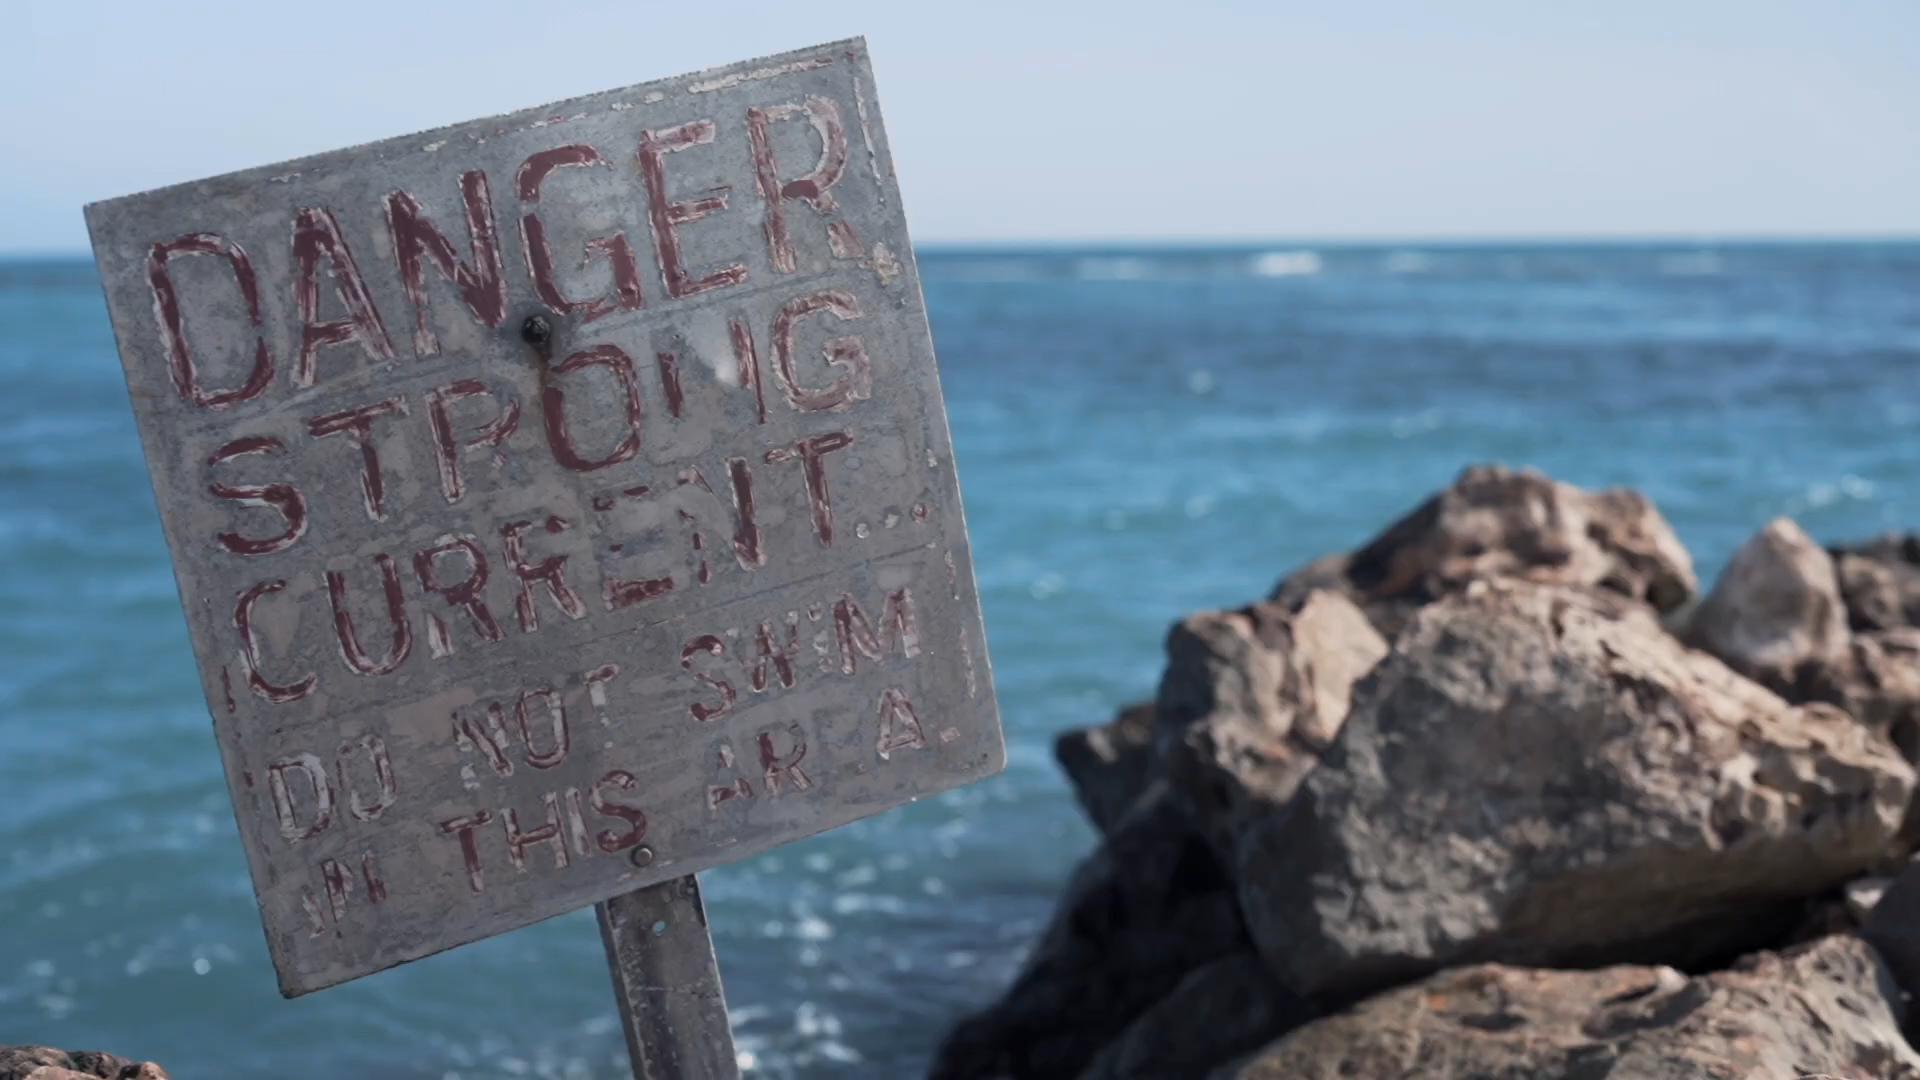 DANGER
STRONG
CURRENT...
DO NOT SWIM
IN THIS AREA.